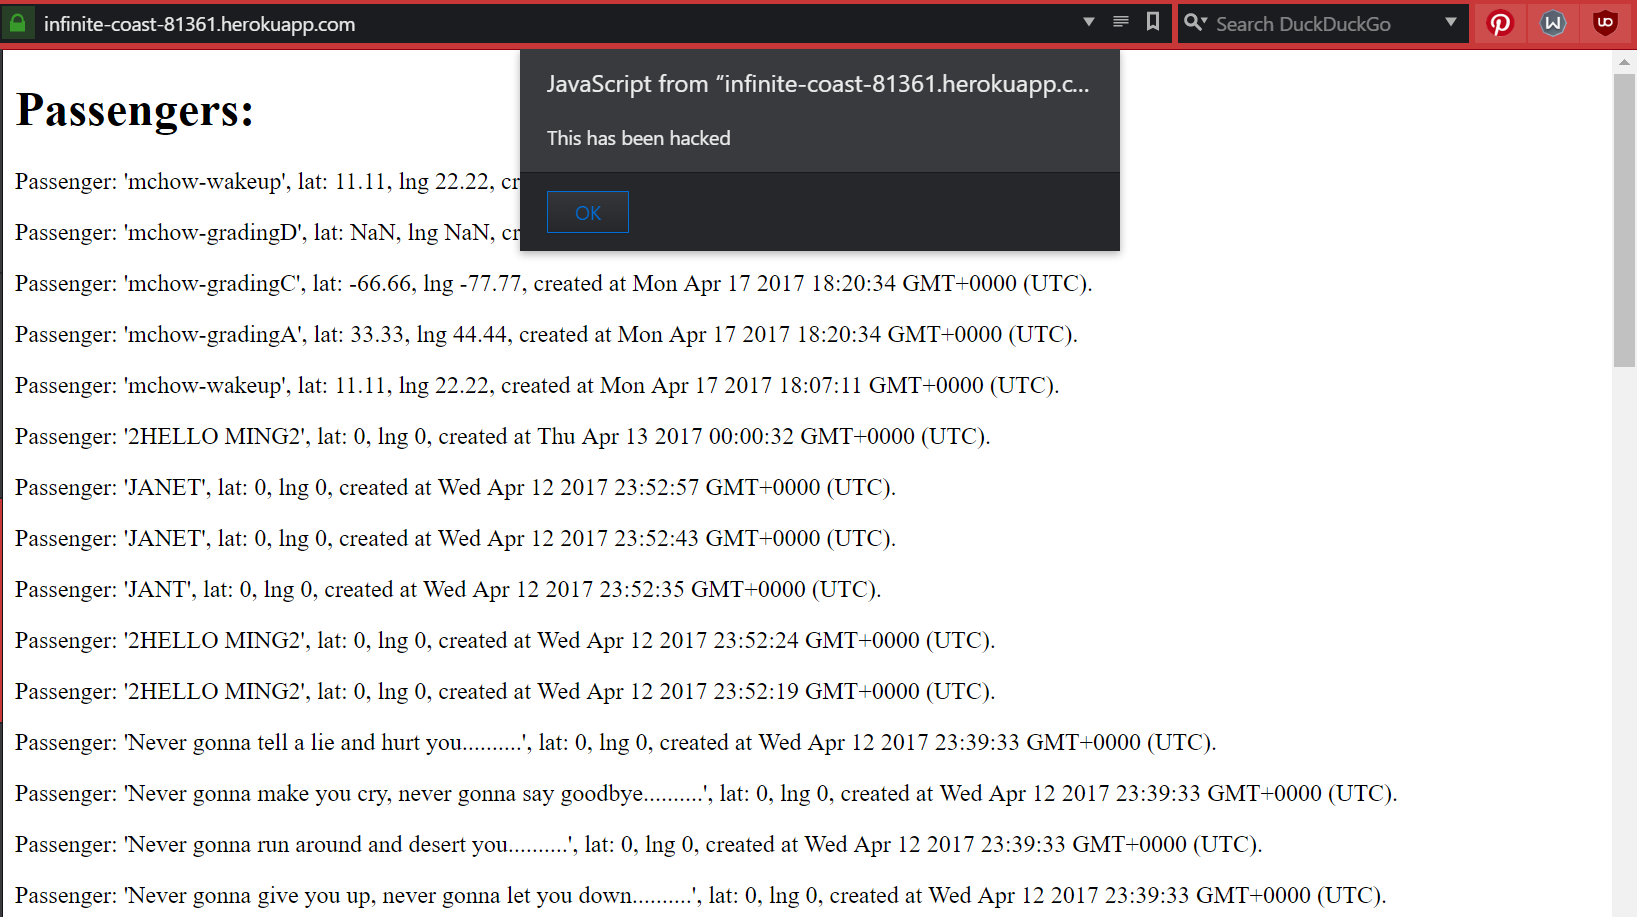 infinite-coast-81361.herokuapp.com
Search DuckDuckGo
JavaScript from “infinite-coast-81361.herokuapp.c...
This has been hacked
OK
Passengers:
Passenger: 'mchow-wakeup', lat: 11.11, lng 22.22, cr
Passenger: 'mchow-gradingD', lat: NaN, lng NaN, cr
Passenger: 'mchow-gradingC', lat: -66.66, lng -77.77, created at Mon Apr 17 2017 18:20:34 GMT+0000 (UTC).
Passenger: 'mchow-gradingA', lat: 33.33, lng 44.44, created at Mon Apr 17 2017 18:20:34 GMT+0000 (UTC).
Passenger: 'mchow-wakeup', lat: 11.11, lng 22.22, created at Mon Apr 17 2017 18:07:11 GMT+0000 (UTC).
Passenger: '2HELLO MING2', lat: 0, lng 0, created at Thu Apr 13 2017 00:00:32 GMT+0000 (UTC).
Passenger: 'JANET', lat: 0, lng 0, created at Wed Apr 12 2017 23:52:57 GMT+0000 (UTC).
Passenger: 'JANET', lat: 0, lng 0, created at Wed Apr 12 2017 23:52:43 GMT+0000 (UTC).
Passenger: 'JANT', lat: 0, lng 0, created at Wed Apr 12 2017 23:52:35 GMT+0000 (UTC).
Passenger: '2HELLO MING2', lat: 0, lng 0, created at Wed Apr 12 2017 23:52:24 GMT+0000 (UTC).
Passenger: '2HELLO MING2', lat: 0, lng 0, created at Wed Apr 12 2017 23:52:19 GMT+0000 (UTC).
Passenger: 'Never gonna tell a lie and hurt you..........', lat: 0, lng 0, created at Wed Apr 12 2017 23:39:33 GMT+0000 (UTC).
Passenger: 'Never gonna make you cry, never gonna say goodbye..........', lat: 0, lng 0, created at Wed Apr 12 2017 23:39:33 GMT+0000 (UTC).
Passenger: 'Never gonna run around and desert you..........', lat: 0, lng 0, created at Wed Apr 12 2017 23:39:33 GMT+0000 (UTC).
Passenger: 'Never gonna give you up, never gonna let you down..........', lat: 0, lng 0, created at Wed Apr 12 2017 23:39:33 GMT+0000 (UTC).